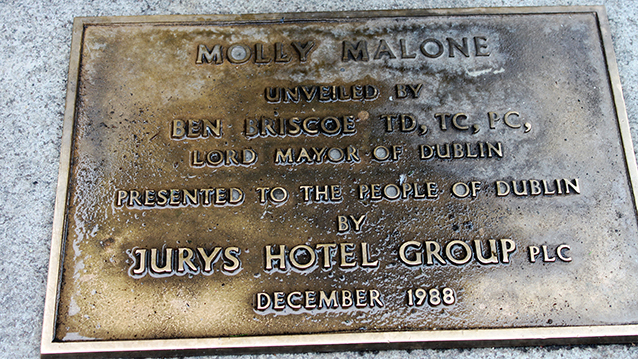 MOLLY MALONE
UNVEILED BY
BEN BRISCOE TD, TC, PC,
LORD MAYOR OF DUBLIN
PRESENTED TO THE PEOPLE OF DUBLIN
BY
JURYS HOTEL GROUP PLC
DECEMBER 1988